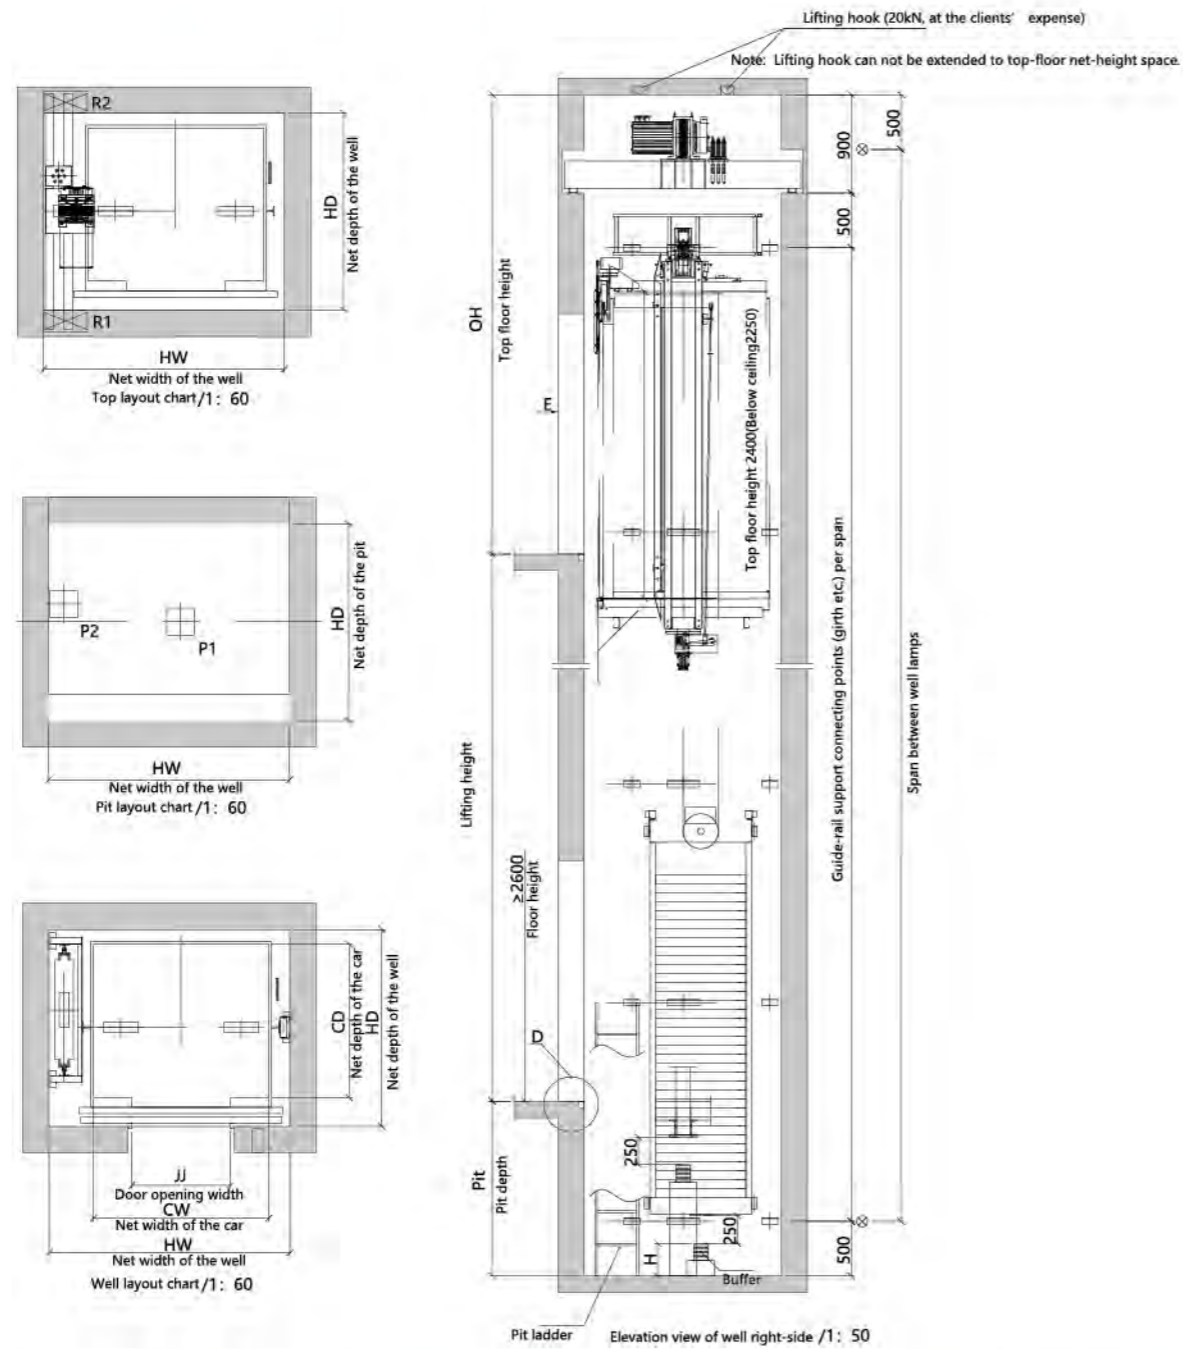 Lifting hook (20kN, at the clients' expense)
Note: Lifting hook can not be extended to top-floor net-height space.
R2
R1
HD
Net depth of the well
HW
Net width of the well
Top layout chart/1: 60
P2
P1
HD
Net depth of the pit
HW
Net width of the well
Pit layout chart/1: 60
CD
Net depth of the car
HD
Net depth of the well
JJ
Door opening width
CW
Net width of the car
HW
Net width of the well
Well layout chart/1: 60
OH
Top floor height
E
Lifting height
≥2600
Floor height
D
Pit
Pit depth
900
500
500
Top floor height 2400(Below ceiling2250)
Guide-rail support connecting points (girth etc.) per span
Span between well lamps
250
250
H
500
Buffer
Pit ladder
Elevation view of well right-side /1: 50